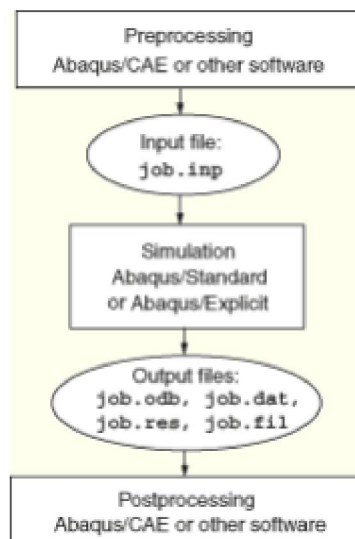 Preprocessing
Abaqus/CAE or other software
Input file:
job.inp
Simulation
Abaqus/Standard
or Abaqus/Explicit
Output files:
job.odb, job.dat,
job.res, job.fil
Postprocessing
Abaqus/CAE or other software